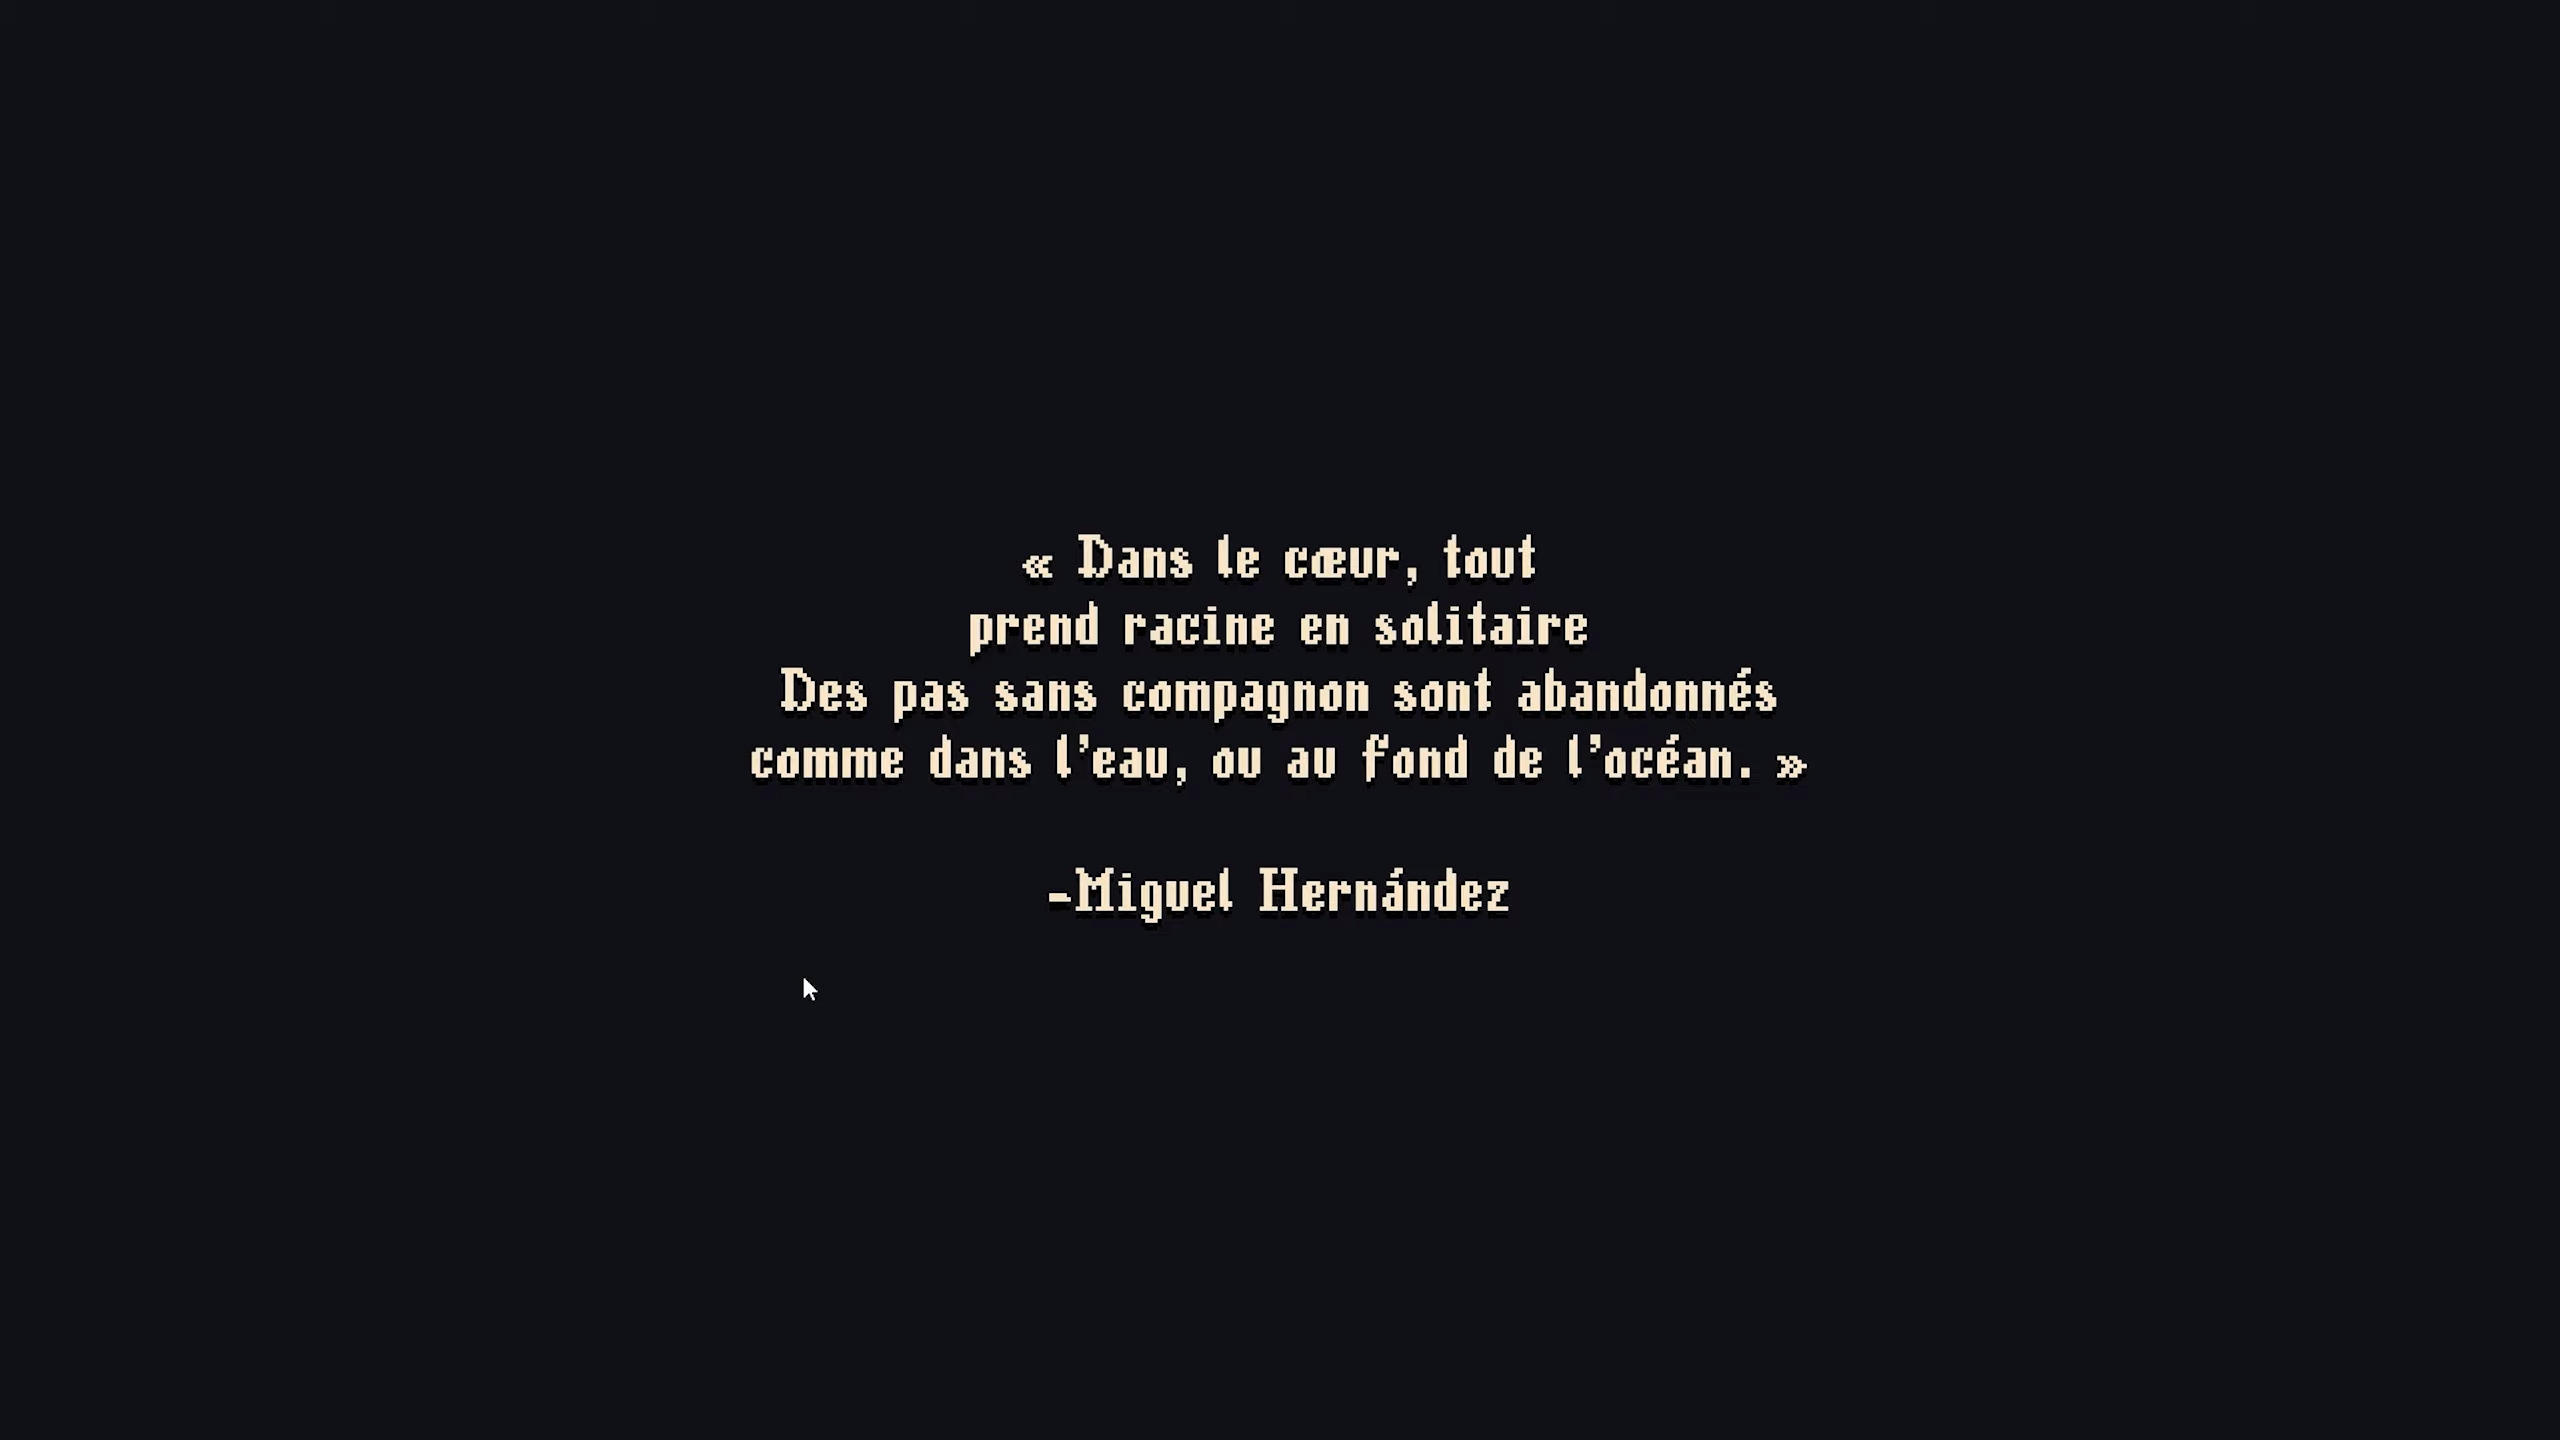 « Dans le cœur, tout
prend racine en solitaire
Des pas sans compagnon sont abandonnés
comme dans l'eau, ou au fond de l'océan. »
-Miguel Hernández